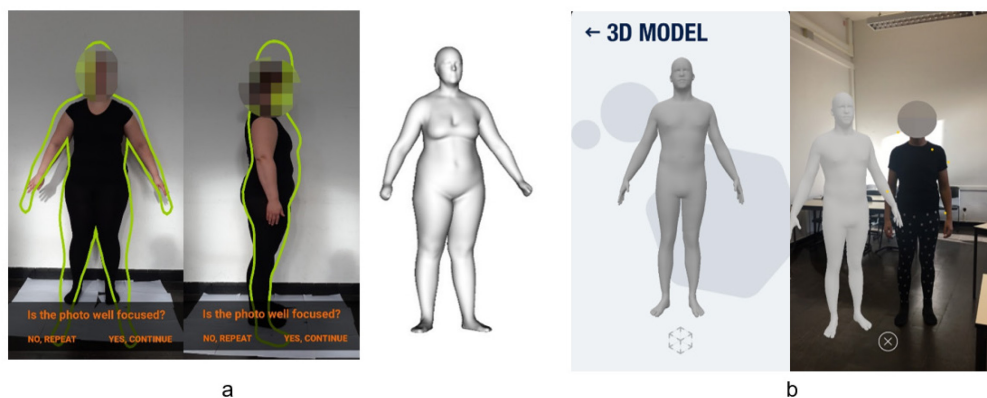 ← 3D MODEL
Is the photo well focused?
NO, REPEAT YES, CONTINUE
Is the photo well focused?
NO, REPEAT YES, CONTINUE
a
b